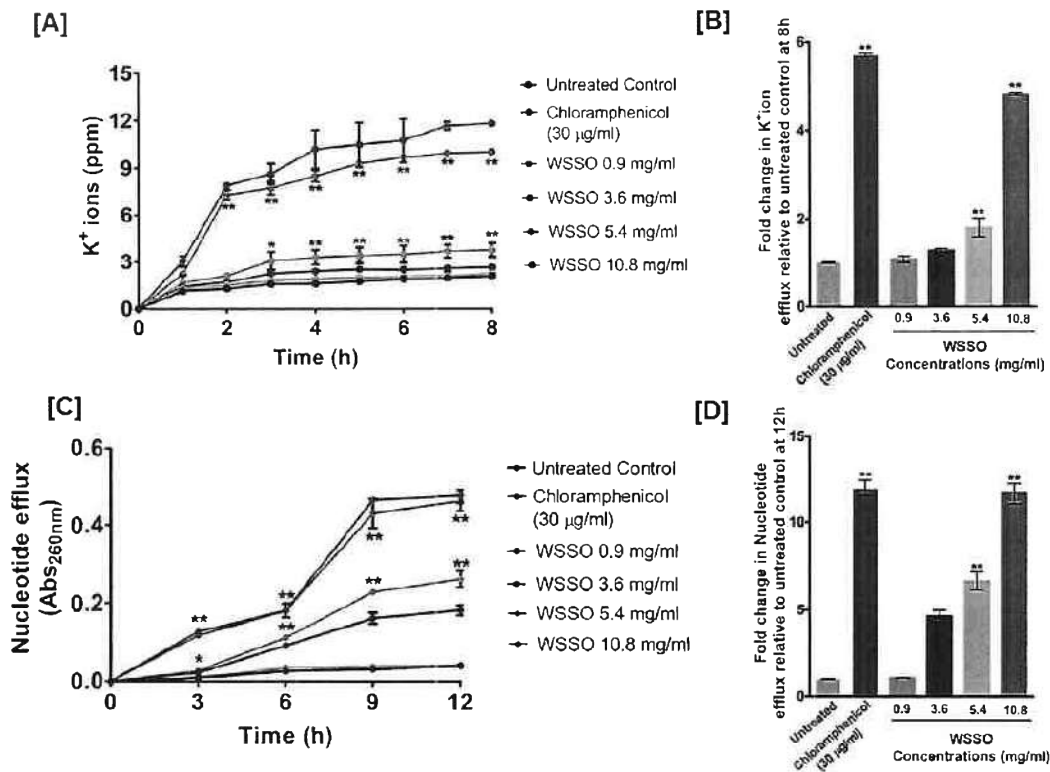 [A]
K+ ions (ppm)
15
12
9
6
3
0
0
2
4
6
8
Time (h)
**
**
**
**
**
**
**
*
**
**
**
**
**
Untreated Control
Chloramphenicol
(30 µg/ml)
WSSO 0.9 mg/ml
WSSO 3.6 mg/ml
WSSO 5.4 mg/ml
WSSO 10.8 mg/ml
[B]
Fold change in K+ion
efflux relative to untreated control at 8h
6
4
2
0
**
**
**
Untreated
Chloramphenicol
(30 µg/ml)
0.9
3.6
5.4
10.8
WSSO
Concentrations (mg/ml)
[C]
Nucleotide efflux
(Abs260nm)
0.6
0.4
0.2
0.0
0
3
6
9
12
Time (h)
**
*
**
**
**
**
**
**
Untreated Control
Chloramphenicol
(30 µg/ml)
WSSO 0.9 mg/ml
WSSO 3.6 mg/ml
WSSO 5.4 mg/ml
WSSO 10.8 mg/ml
[D]
Fold change in Nucleotide
efflux relative to untreated control at 12h
15
10
5
0
**
**
**
Untreated
Chloramphenicol
(30 µg/ml)
0.9
3.6
5.4
10.8
WSSO
Concentrations (mg/ml)